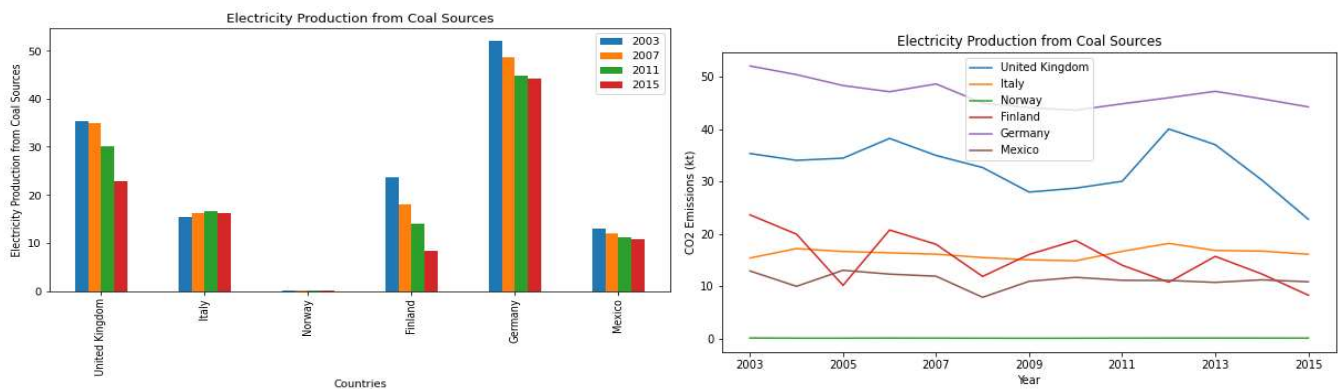 Electricity Production from Coal Sources
Electricity Production from Coal Sources
50
40
30
20
10
0
2003
2007
2011
2015
United Kingdom
Italy
Norway
Finland
Germany
Mexico
Countries
Electricity Production from Coal Sources
CO2 Emissions (kt)
50
40
30
20
10
0
United Kingdom
Italy
Norway
Finland
Germany
Mexico
2003
2005
2007
2009
2011
2013
2015
Year